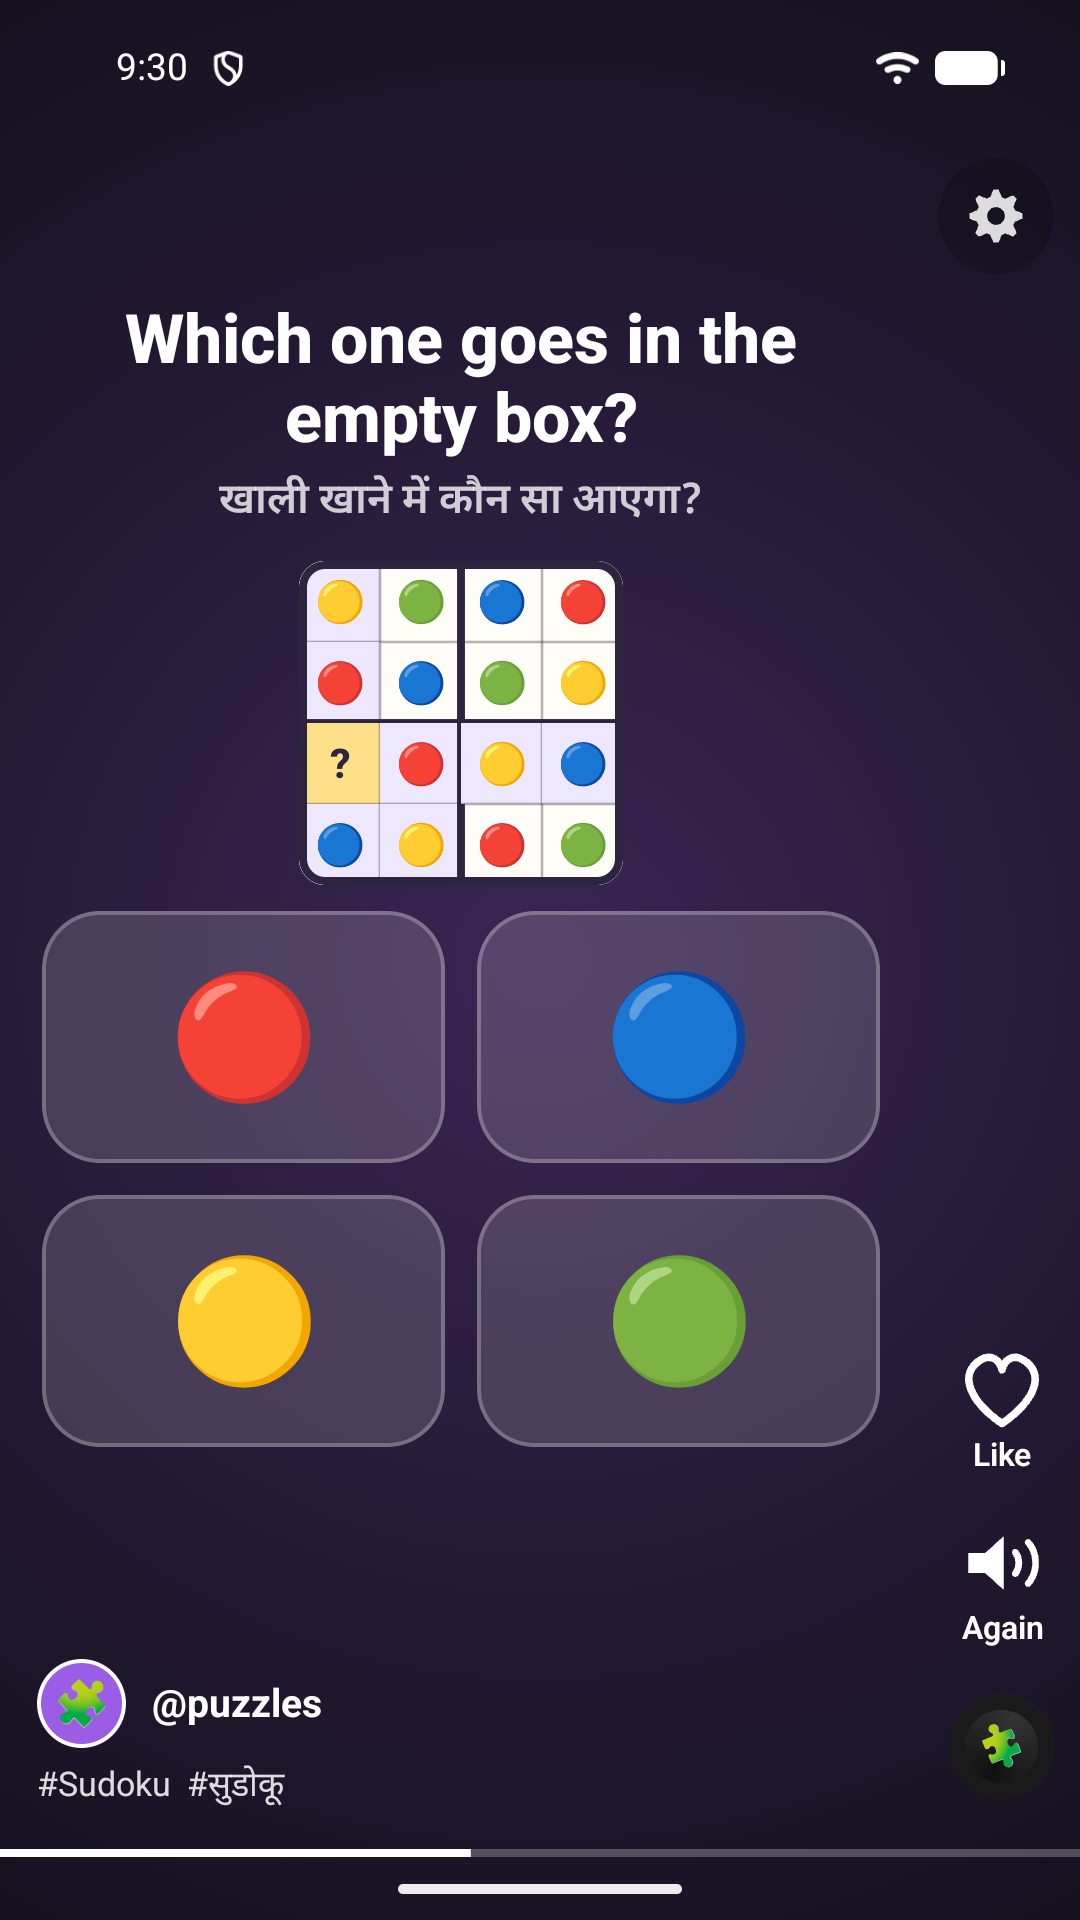 9:30
Which one goes in the
empty box?
खाली खाने में कौन सा आएगा?
?
Like
Again
@puzzles
#Sudoku #सुडोकू